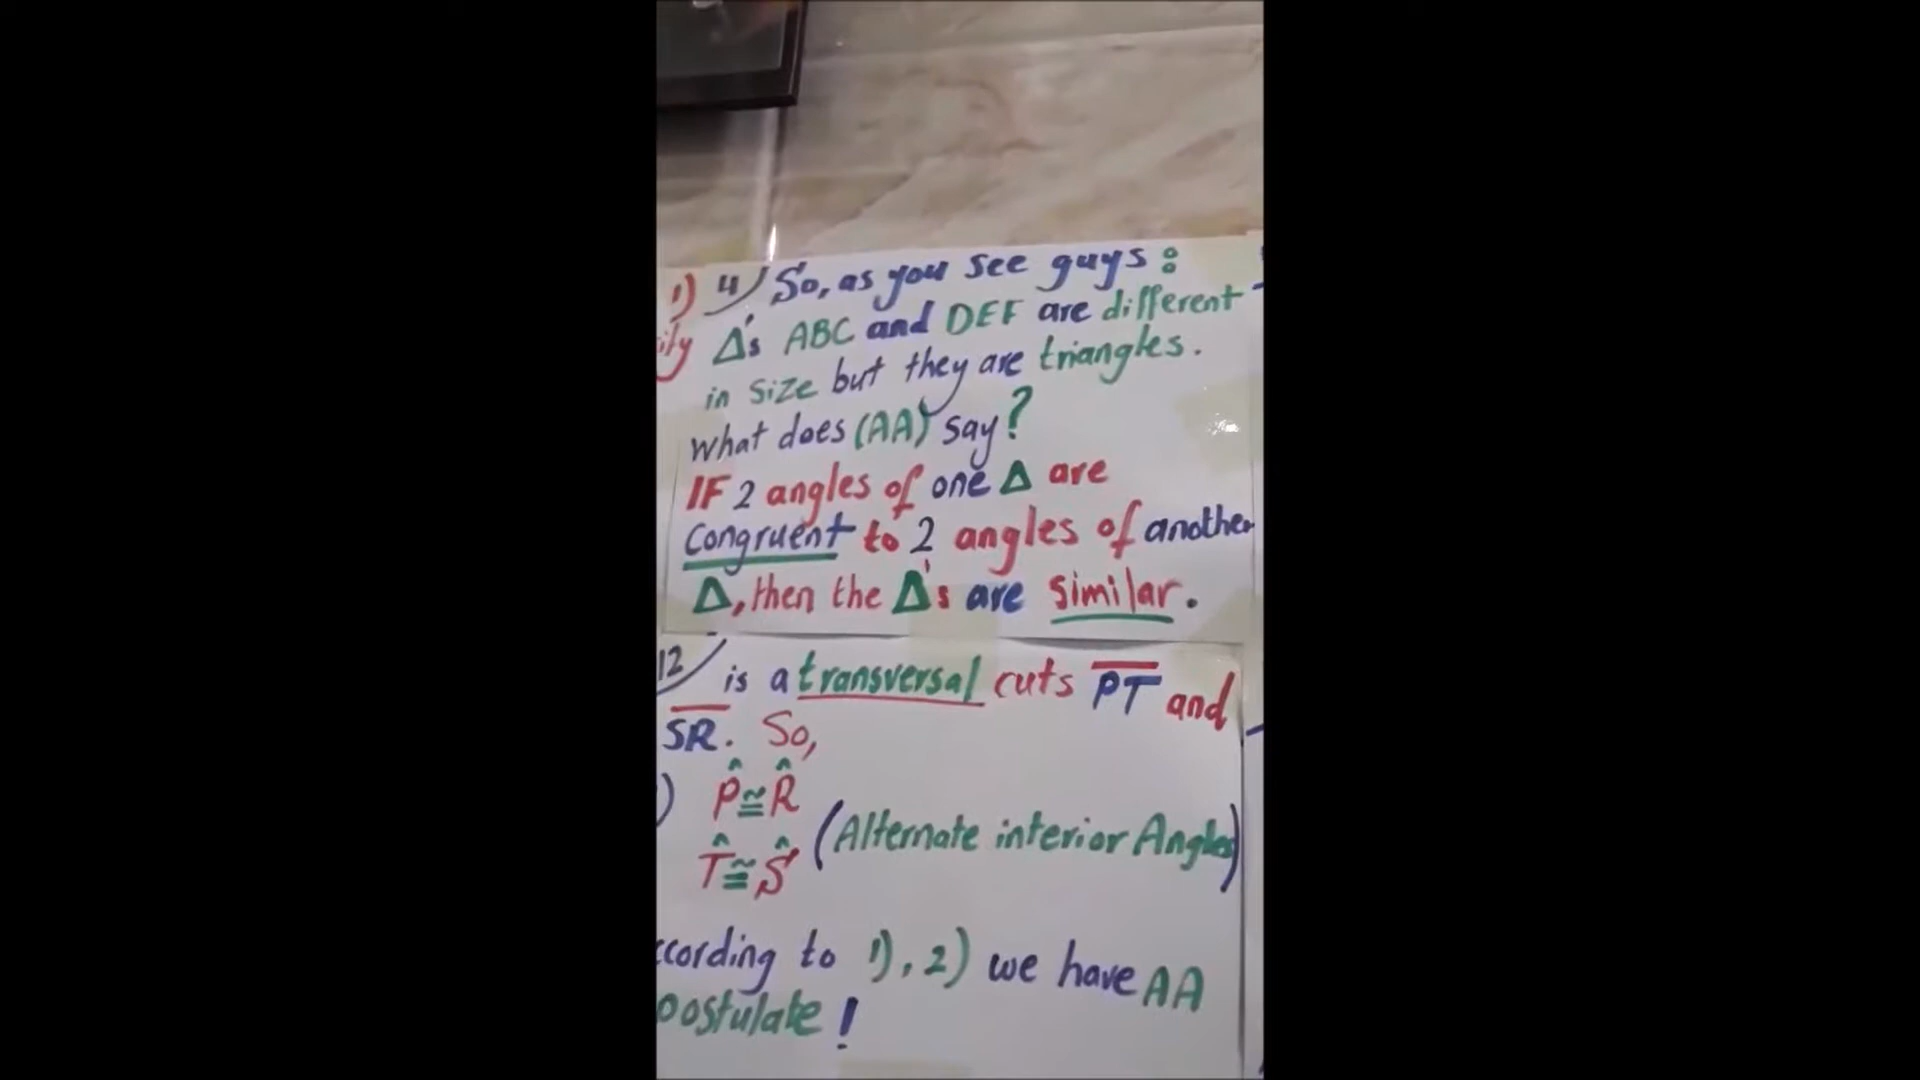 1) 4) So, as you see guys:
ity Δ's ABC and DEF are different
in size but they are triangles.
What does (AA) say?
IF 2 angles of one Δ are
congruent to 2 angles of another
Δ, then the Δ's are similar.
12) is a transversal cuts PT and
SR. So,
) P̂≅R̂
T̂≅Ŝ (Alternate interior Angles)
ccording to 1), 2) we have AA
postulate!